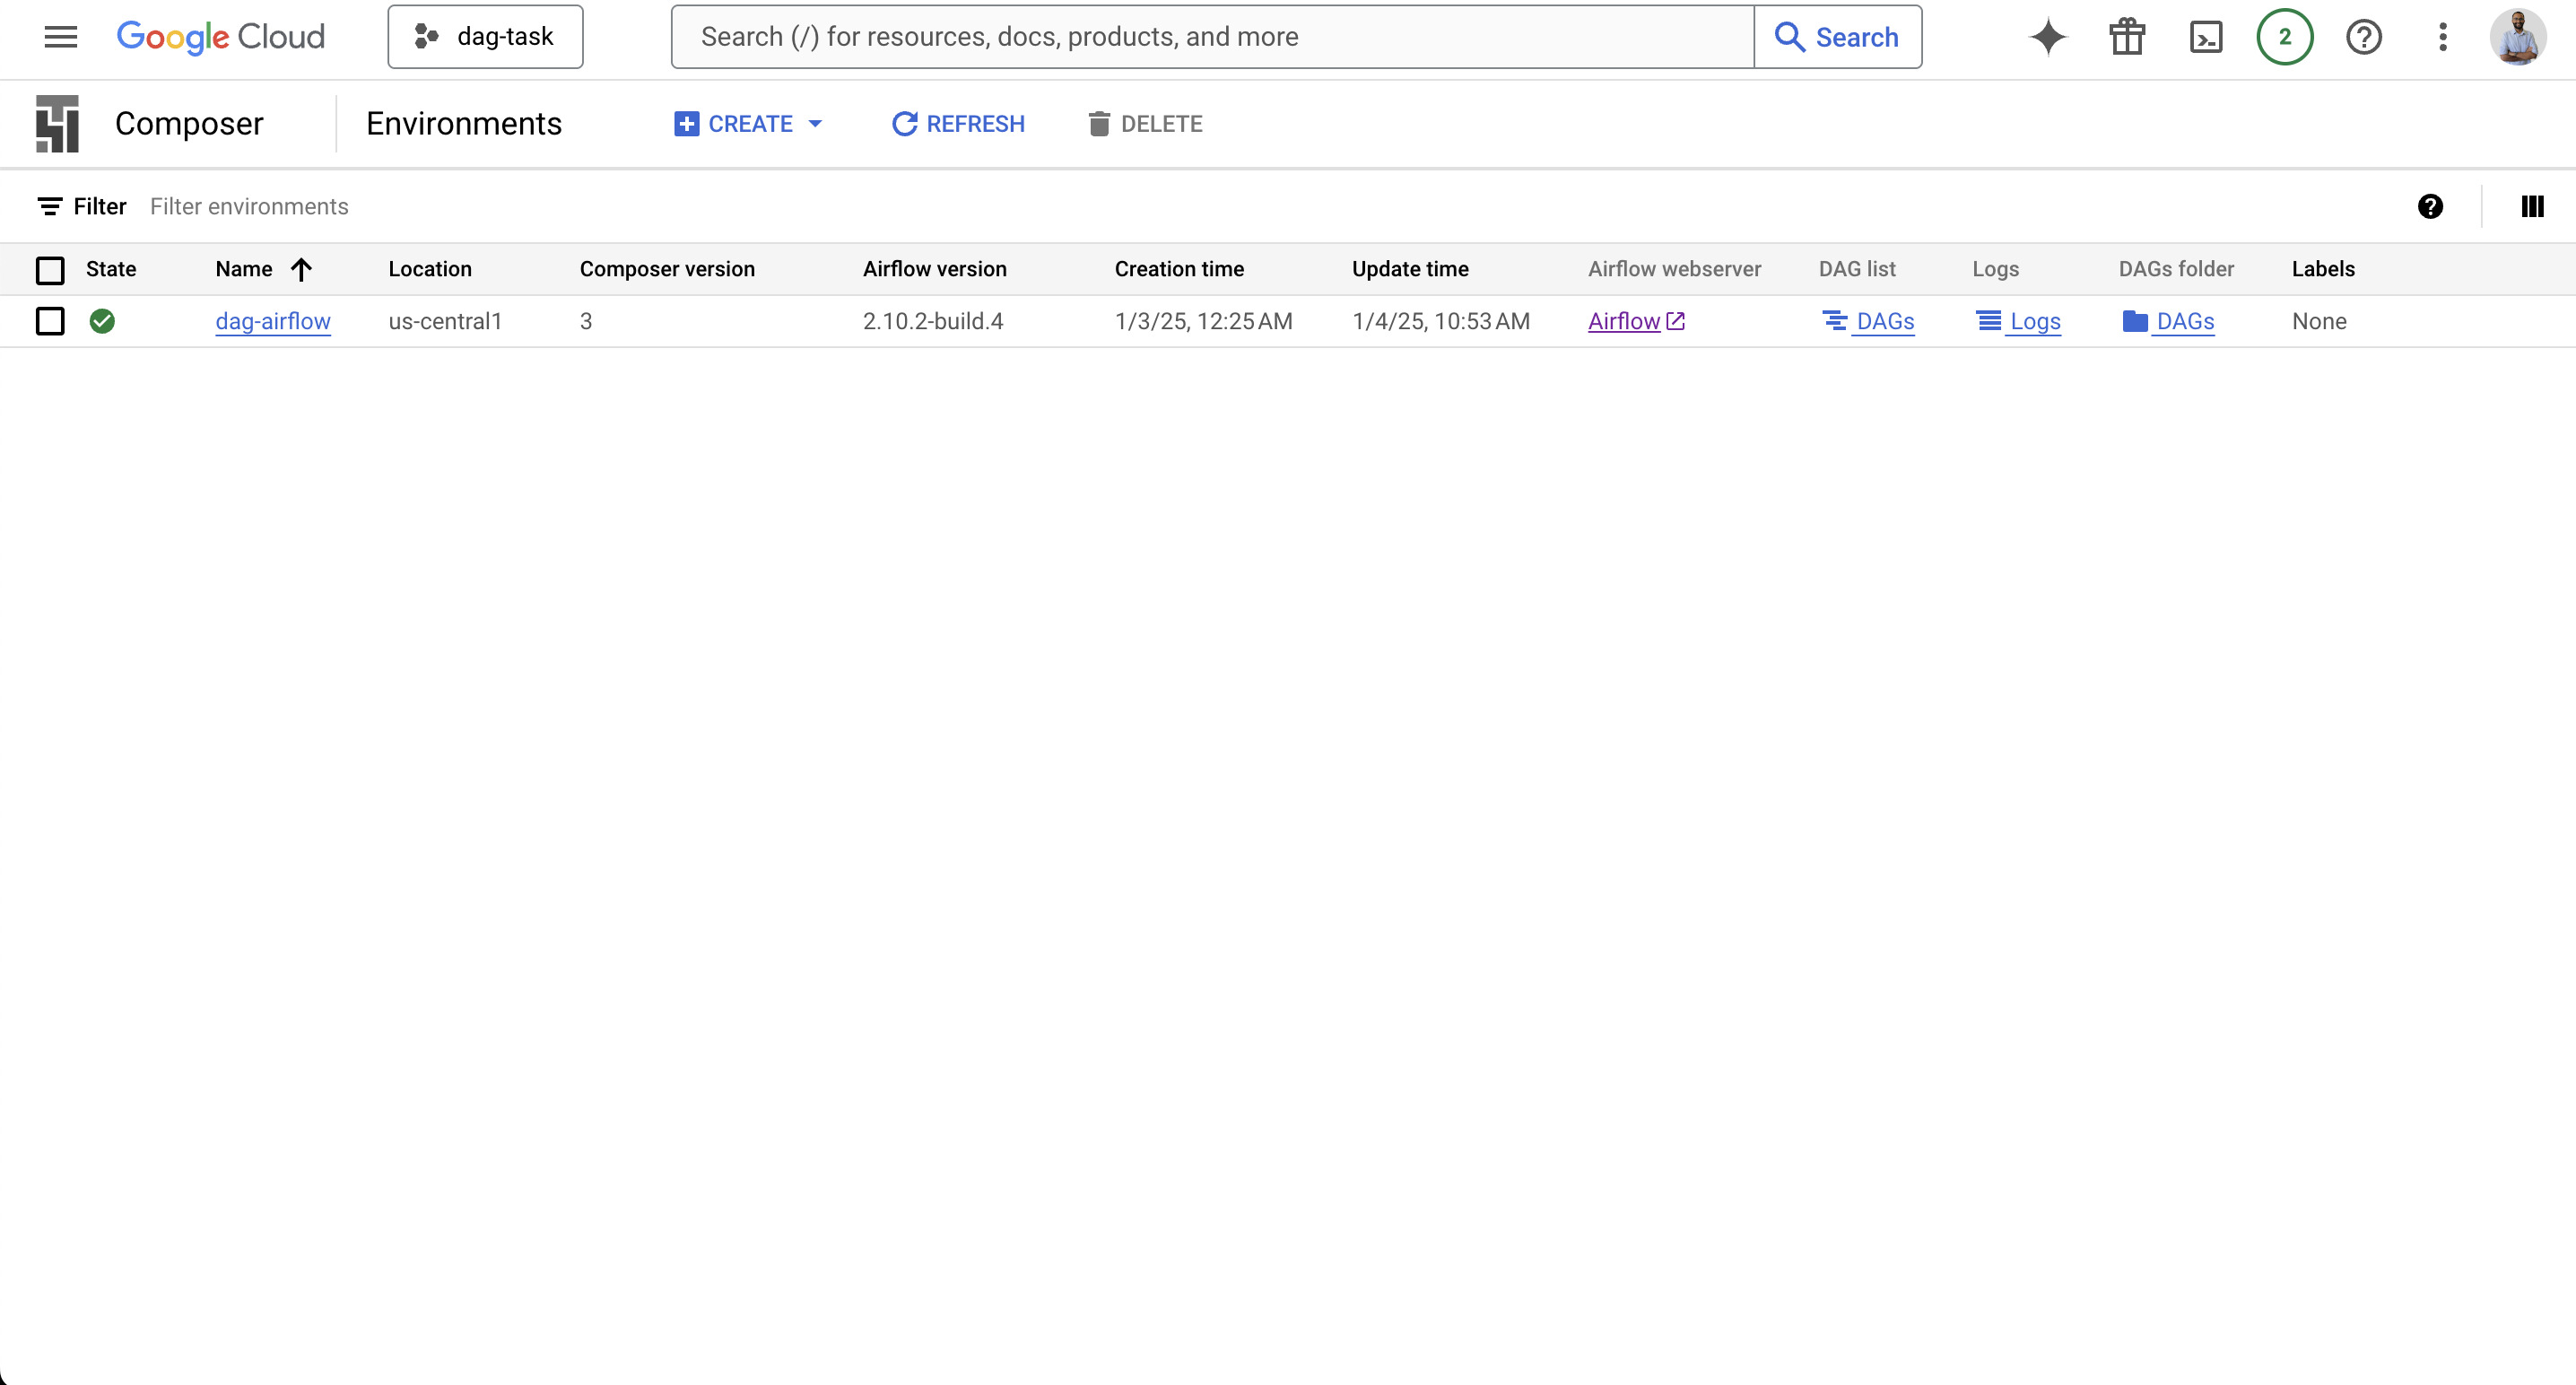 Google Cloud dag-task Search (/) for resources, docs, products, and more Search 2
Composer Environments CREATE REFRESH DELETE
Filter Filter environments
State Name Location Composer version Airflow version Creation time Update time Airflow webserver DAG list Logs DAGs folder Labels
dag-airflow us-central1 3 2.10.2-build.4 1/3/25, 12:25 AM 1/4/25, 10:53 AM Airflow DAGs Logs DAGs None